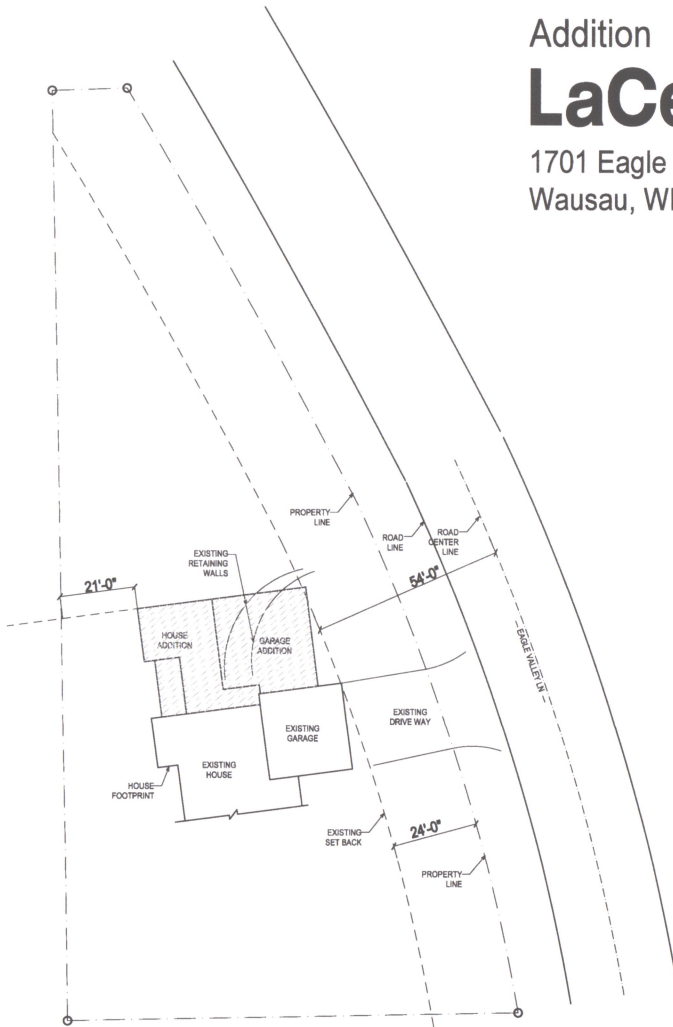 Addition
LaCe
1701 Eagle
Wausau, WI
PROPERTY
LINE
ROAD
LINE
ROAD
CENTER
LINE
EXISTING
RETAINING
WALLS
54'-0"
21'-0"
HOUSE
ADDITION
GARAGE
ADDITION
EAGLE VALLEY LN
EXISTING
DRIVE WAY
EXISTING
GARAGE
EXISTING
HOUSE
HOUSE
FOOTPRINT
EXISTING
SET BACK
24'-0"
PROPERTY
LINE